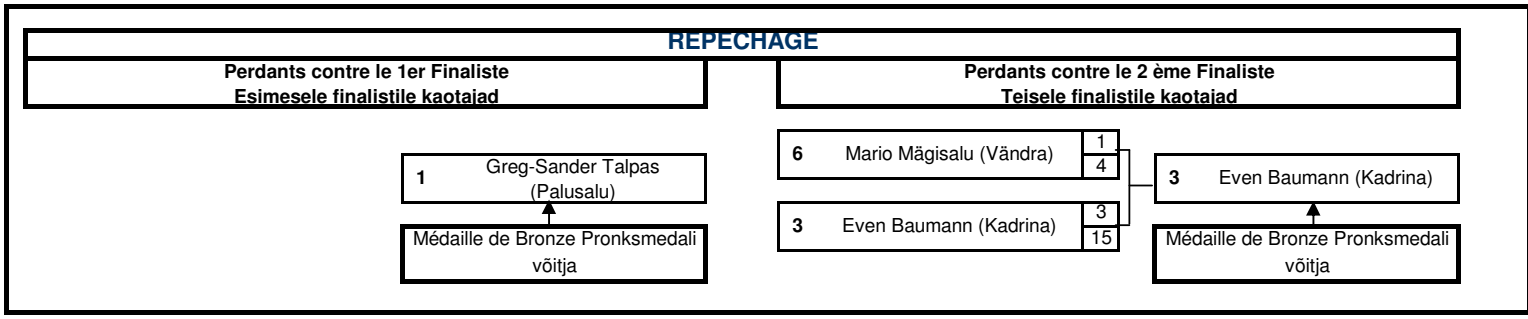 REPECHAGE
Perdants contre le 1er Finaliste
Esimesele finalistile kaotajad
Perdants contre le 2 ème Finaliste
Teisele finalistile kaotajad
1 Greg-Sander Talpas
(Palusalu)
Médaille de Bronze Pronksmedali
võitja
6 Mario Mägisalu (Vändra) 1
4
3 Even Baumann (Kadrina) 3
15
3 Even Baumann (Kadrina)
Médaille de Bronze Pronksmedali
võitja